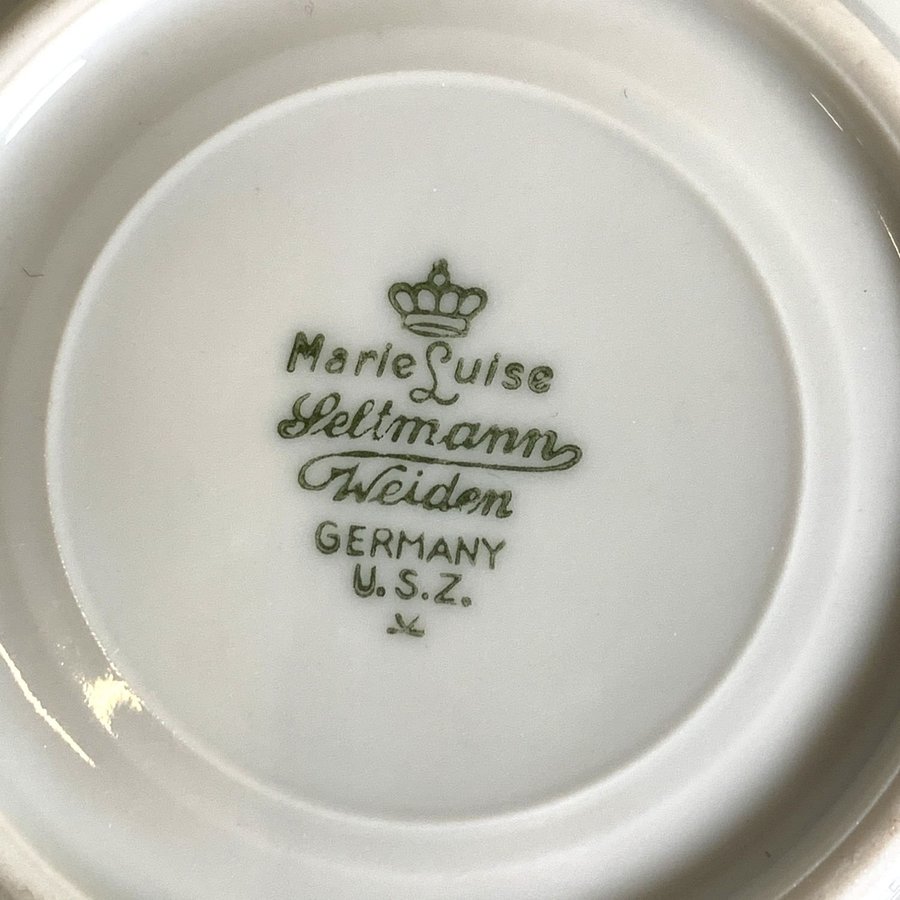 Marie Luise
Seltmann
Weiden
GERMANY
U.S.Z.
K